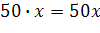 50 · x = 50x